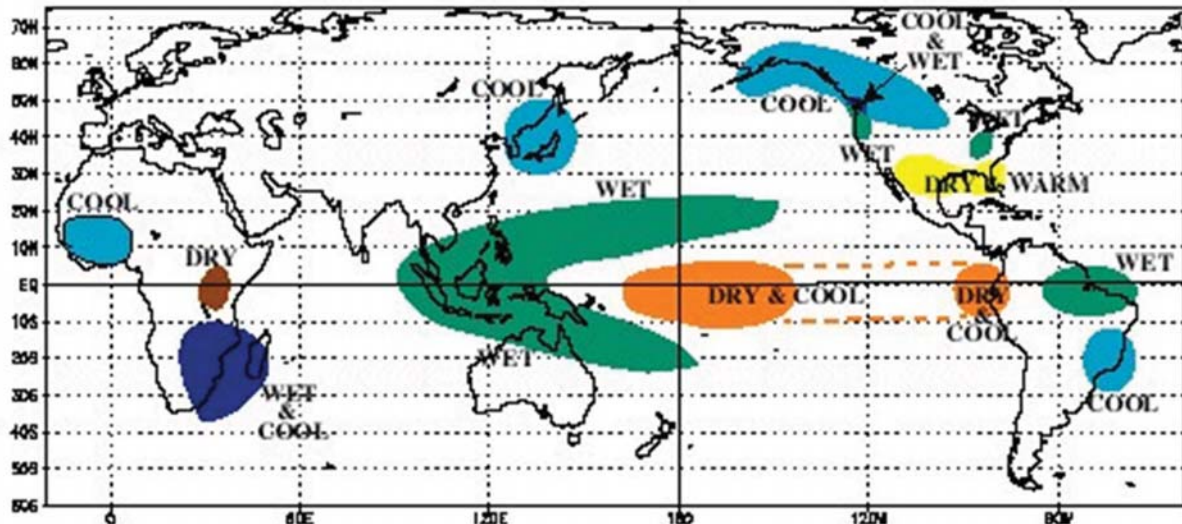 70N
COOL
&
WET
60N
COOL
COOL
50N
WET
40N
WET
30N
WET
DRY & WARM
COOL
20N
10N
DRY
WET
EQ
DRY & COOL
DRY
&
COOL
10S
WET
20S
30S
WET
&
COOL
COOL
40S
50S
60S
0
60E
120E
180
120W
60W